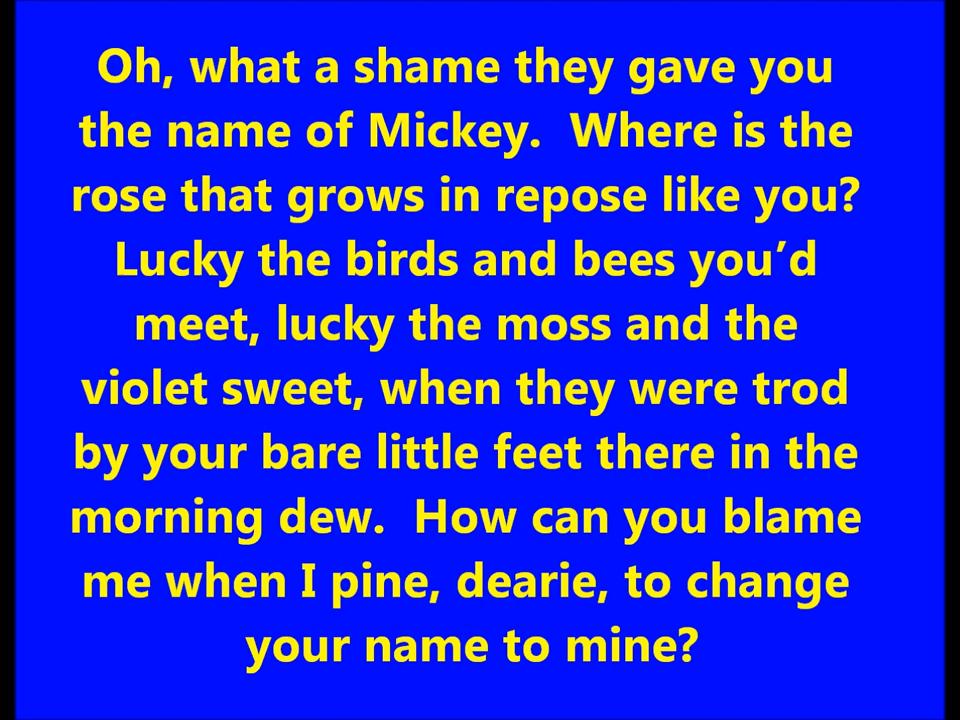 Oh, what a shame they gave you
the name of Mickey.  Where is the
rose that grows in repose like you?
Lucky the birds and bees you’d
meet, lucky the moss and the
violet sweet, when they were trod
by your bare little feet there in the
morning dew.  How can you blame
me when I pine, dearie, to change
your name to mine?